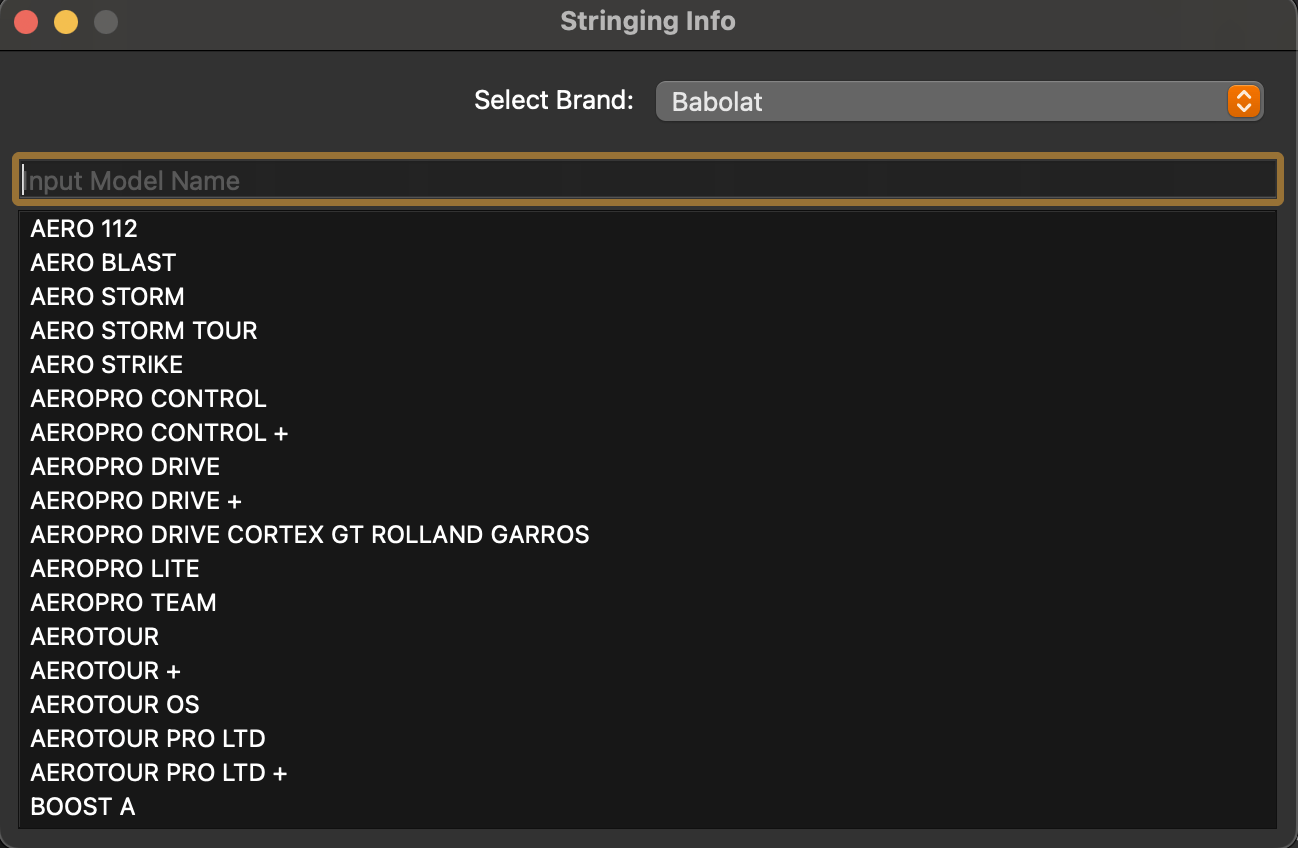 Stringing Info
Select Brand: Babolat
Input Model Name
AERO 112
AERO BLAST
AERO STORM
AERO STORM TOUR
AERO STRIKE
AEROPRO CONTROL
AEROPRO CONTROL +
AEROPRO DRIVE
AEROPRO DRIVE +
AEROPRO DRIVE CORTEX GT ROLLAND GARROS
AEROPRO LITE
AEROPRO TEAM
AEROTOUR
AEROTOUR +
AEROTOUR OS
AEROTOUR PRO LTD
AEROTOUR PRO LTD +
BOOST A